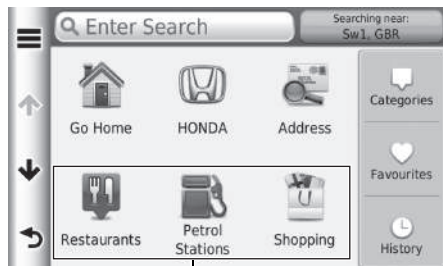 Enter Search
Searching near:
Sw1, GBR
Go Home
HONDA
Address
Categories
Favourites
Restaurants
Petrol
Stations
Shopping
History